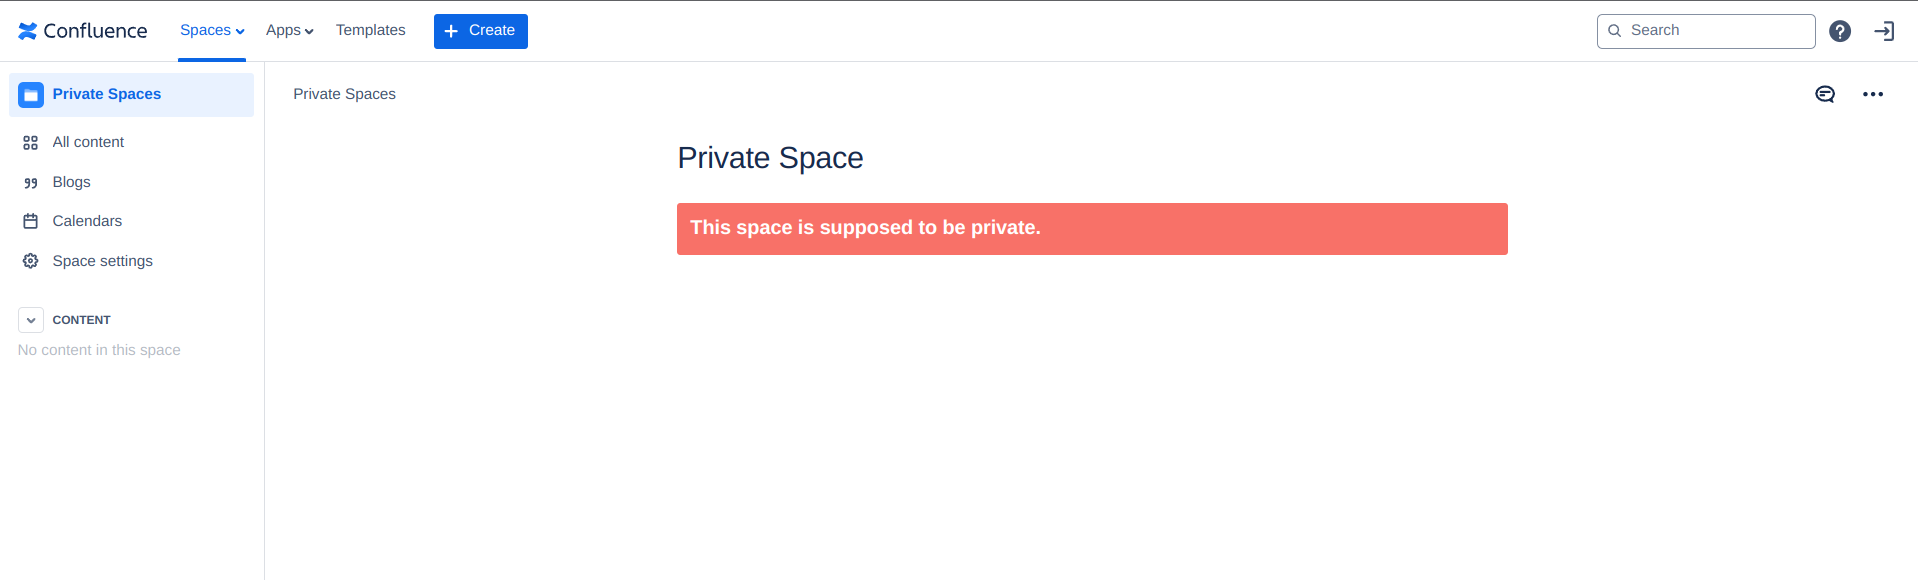 Confluence
Spaces
Apps
Templates
Create
Search
Private Spaces
All content
Blogs
Calendars
Space settings
CONTENT
No content in this space
Private Spaces
Private Space
This space is supposed to be private.